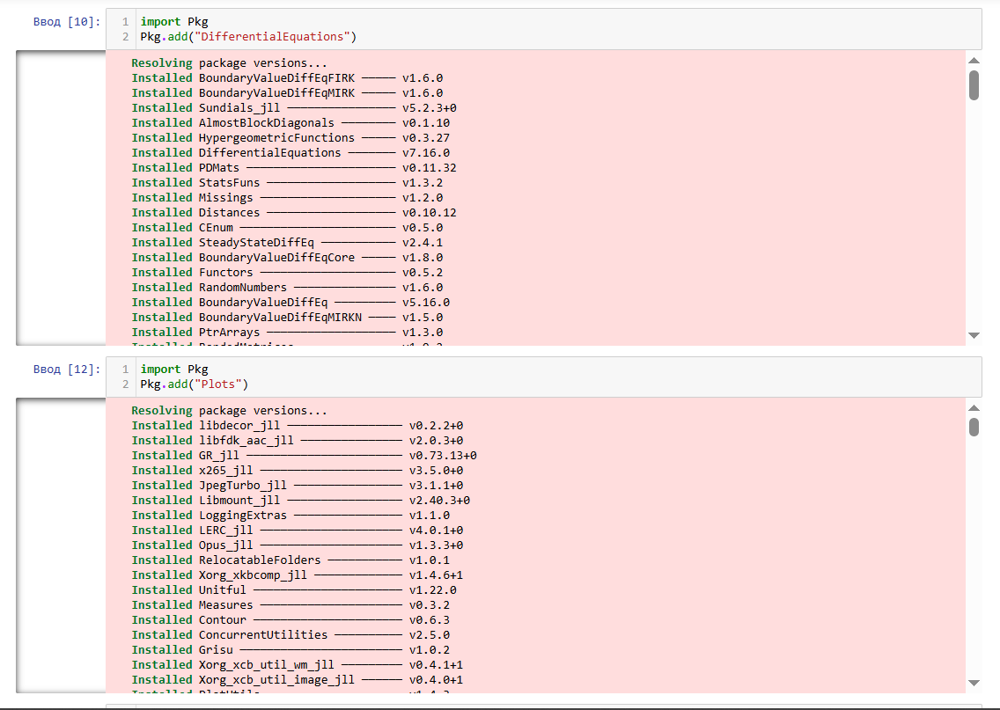 Ввод [10]:
1 import Pkg
2 Pkg.add("DifferentialEquations")
Resolving package versions...
Installed BoundaryValueDiffEqFIRK ───── v1.6.0
Installed BoundaryValueDiffEqMIRK ───── v1.6.0
Installed Sundials_jll ──────────────── v5.2.3+0
Installed AlmostBlockDiagonals ──────── v0.1.10
Installed HypergeometricFunctions ───── v0.3.27
Installed DifferentialEquations ─────── v7.16.0
Installed PDMats ────────────────────── v0.11.32
Installed StatsFuns ─────────────────── v1.3.2
Installed Missings ──────────────────── v1.2.0
Installed Distances ─────────────────── v0.10.12
Installed CEnum ─────────────────────── v0.5.0
Installed SteadyStateDiffEq ─────────── v2.4.1
Installed BoundaryValueDiffEqCore ───── v1.8.0
Installed Functors ──────────────────── v0.5.2
Installed RandomNumbers ─────────────── v1.6.0
Installed BoundaryValueDiffEq ───────── v5.16.0
Installed BoundaryValueDiffEqMIRKN ──── v1.5.0
Installed PtrArrays ─────────────────── v1.3.0
Ввод [12]:
1 import Pkg
2 Pkg.add("Plots")
Resolving package versions...
Installed libdecor_jll ───────────────── v0.2.2+0
Installed libfdk_aac_jll ─────────────── v2.0.3+0
Installed GR_jll ─────────────────────── v0.73.13+0
Installed x265_jll ───────────────────── v3.5.0+0
Installed JpegTurbo_jll ──────────────── v3.1.1+0
Installed Libmount_jll ───────────────── v2.40.3+0
Installed LoggingExtras ──────────────── v1.1.0
Installed LERC_jll ───────────────────── v4.0.1+0
Installed Opus_jll ───────────────────── v1.3.3+0
Installed RelocatableFolders ─────────── v1.0.1
Installed Xorg_xkbcomp_jll ───────────── v1.4.6+1
Installed Unitful ────────────────────── v1.22.0
Installed Measures ───────────────────── v0.3.2
Installed Contour ────────────────────── v0.6.3
Installed ConcurrentUtilities ────────── v2.5.0
Installed Grisu ──────────────────────── v1.0.2
Installed Xorg_xcb_util_wm_jll ───────── v0.4.1+1
Installed Xorg_xcb_util_image_jll ────── v0.4.0+1